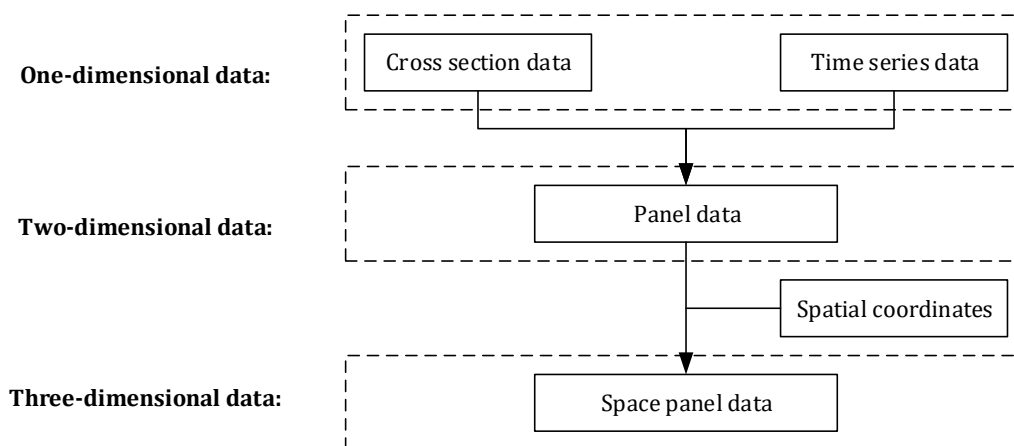 One-dimensional data:
Cross section data
Time series data
Two-dimensional data:
Panel data
Spatial coordinates
Three-dimensional data:
Space panel data